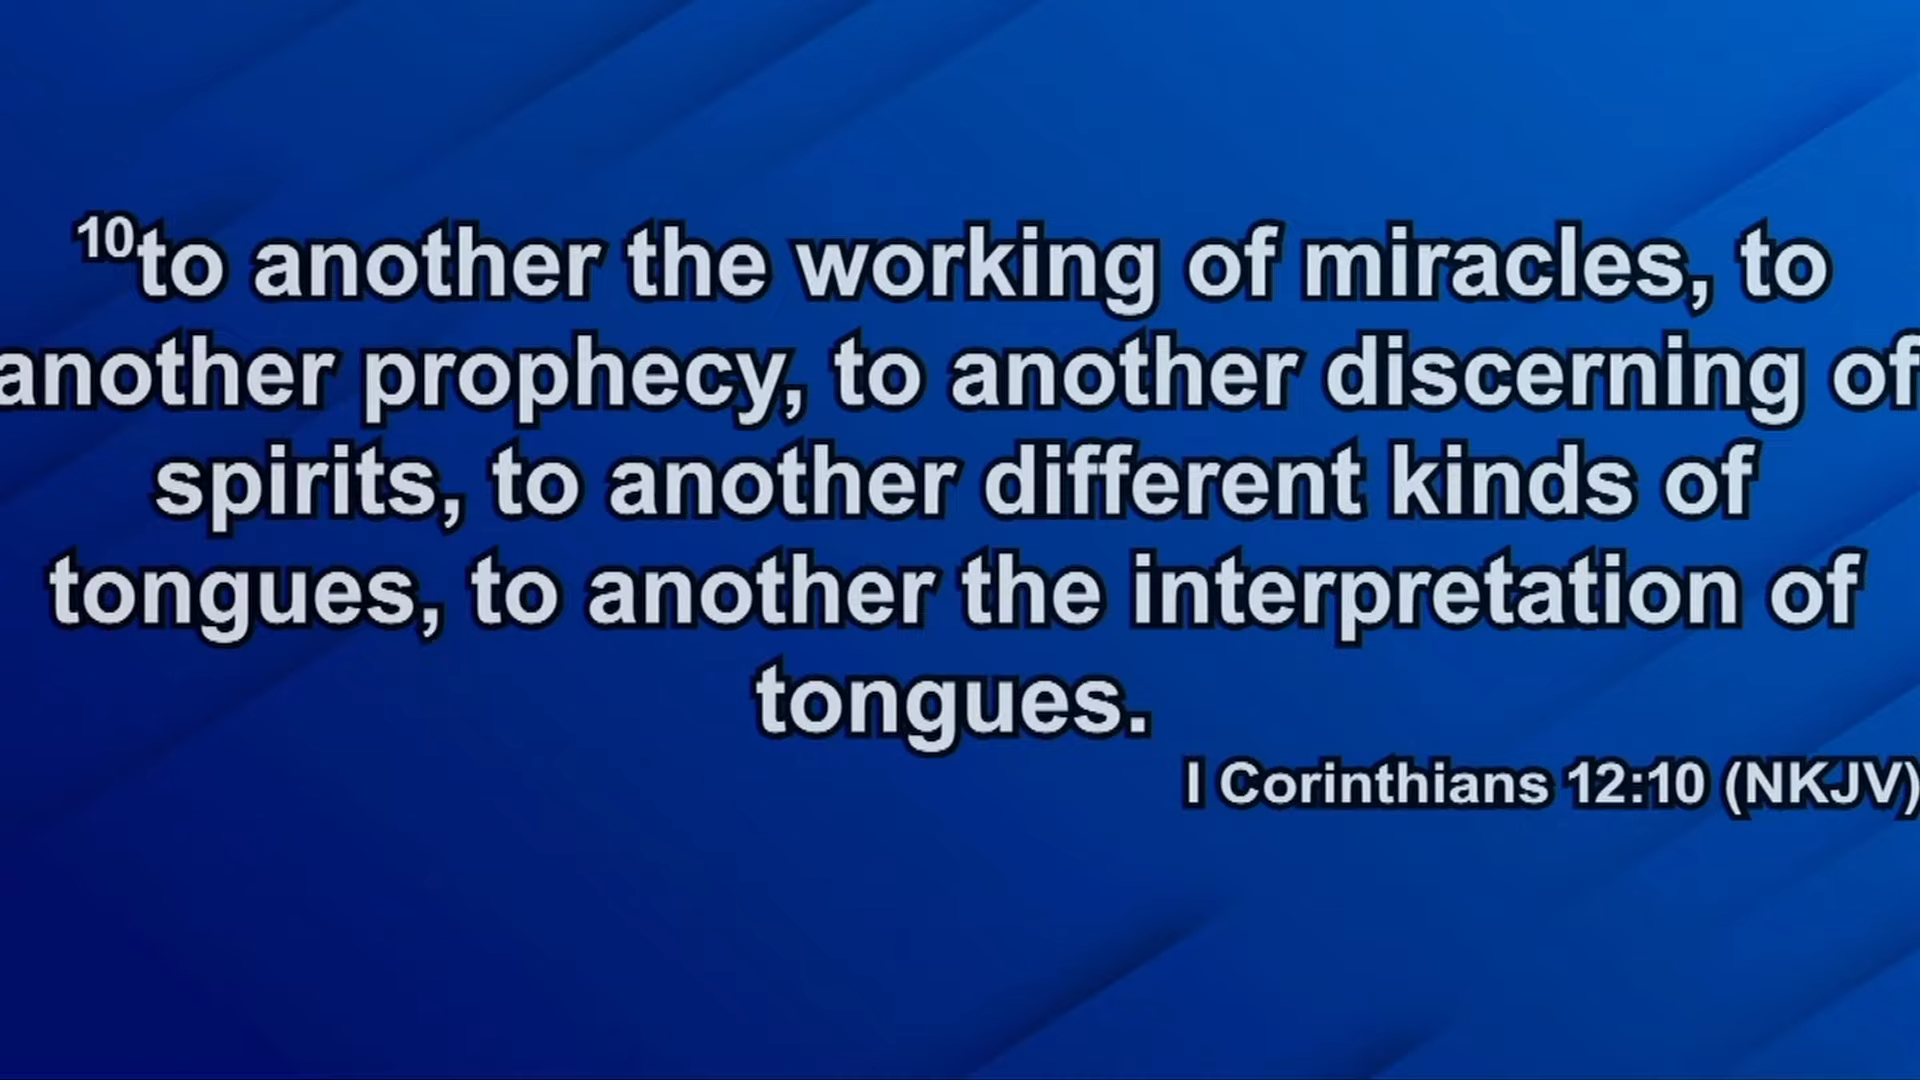 10to another the working of miracles, to
another prophecy, to another discerning of
spirits, to another different kinds of
tongues, to another the interpretation of
tongues.
I Corinthians 12:10 (NKJV)